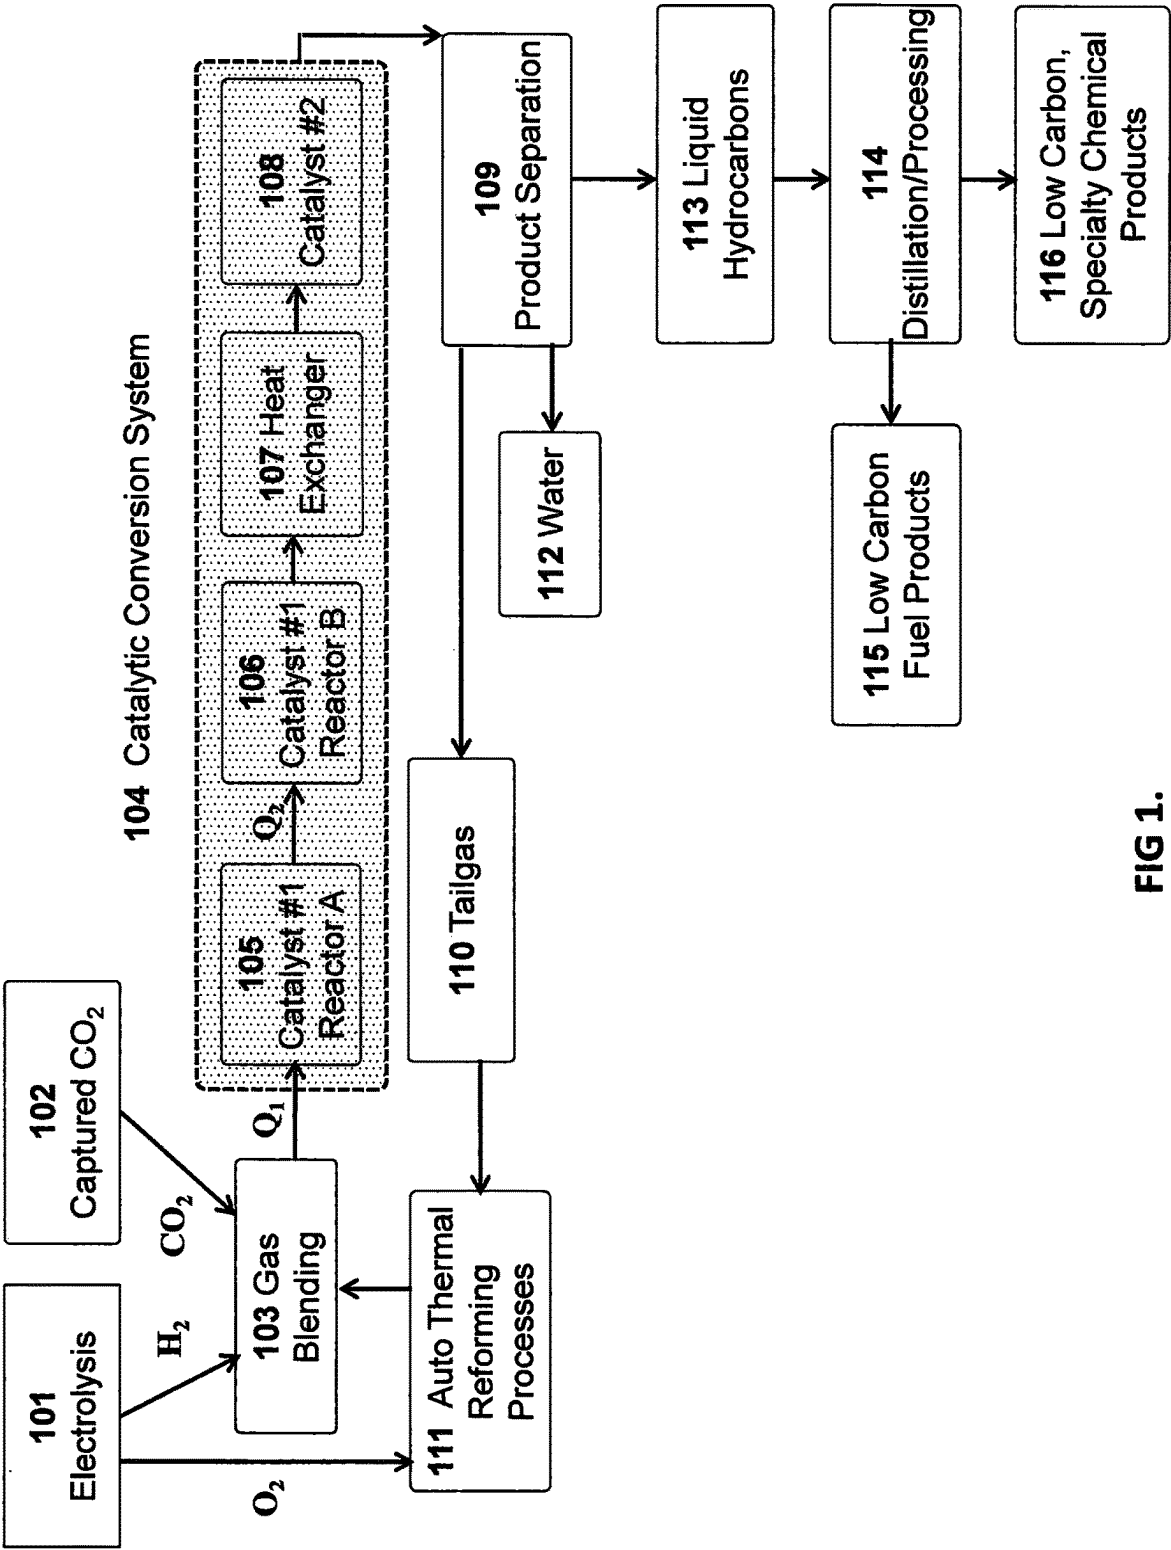 101
Electrolysis
102
Captured CO₂
H₂
CO₂
O₂
103 Gas
Blending
Q₁
104 Catalytic Conversion System
105
Catalyst #1
Reactor A
Q₂
106
Catalyst #1
Reactor B
107 Heat
Exchanger
108
Catalyst #2
111 Auto Thermal
Reforming
Processes
110 Tailgas
109
Product Separation
112 Water
113 Liquid
Hydrocarbons
114
Distillation/Processing
115 Low Carbon
Fuel Products
116 Low Carbon,
Specialty Chemical
Products
FIG 1.